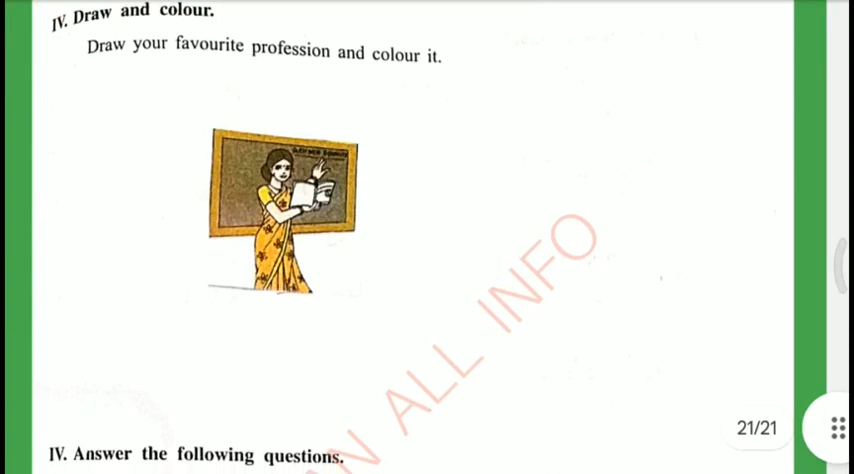 IV. Draw and colour.
Draw your favourite profession and colour it.
N ALL INFO
21/21
IV. Answer the following questions.